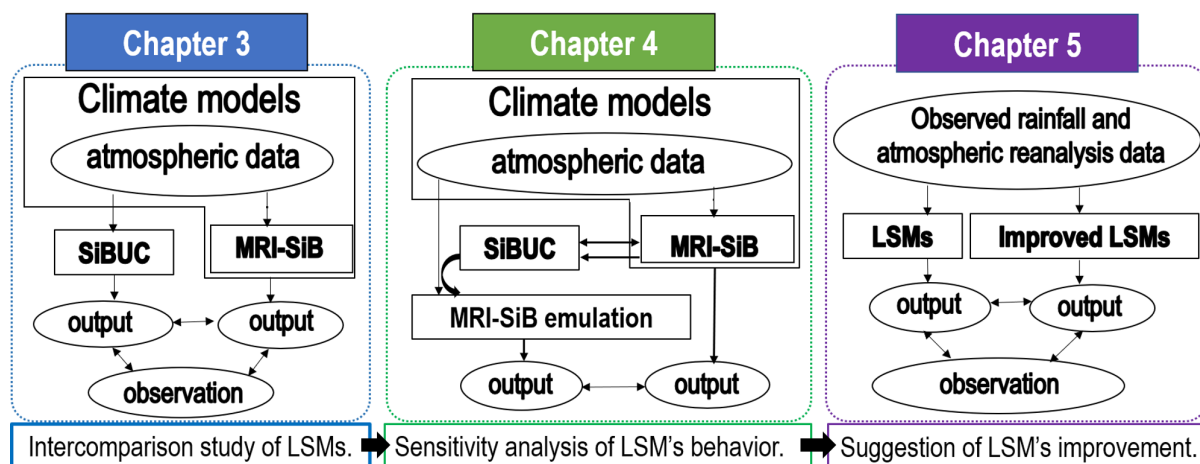 Chapter 3
Climate models
atmospheric data
SiBUC
MRI-SiB
output
output
observation
Intercomparison study of LSMs.
Chapter 4
Climate models
atmospheric data
SiBUC
MRI-SiB
MRI-SiB emulation
output
output
Sensitivity analysis of LSM's behavior.
Chapter 5
Observed rainfall and
atmospheric reanalysis data
LSMs
Improved LSMs
output
output
observation
Suggestion of LSM's improvement.